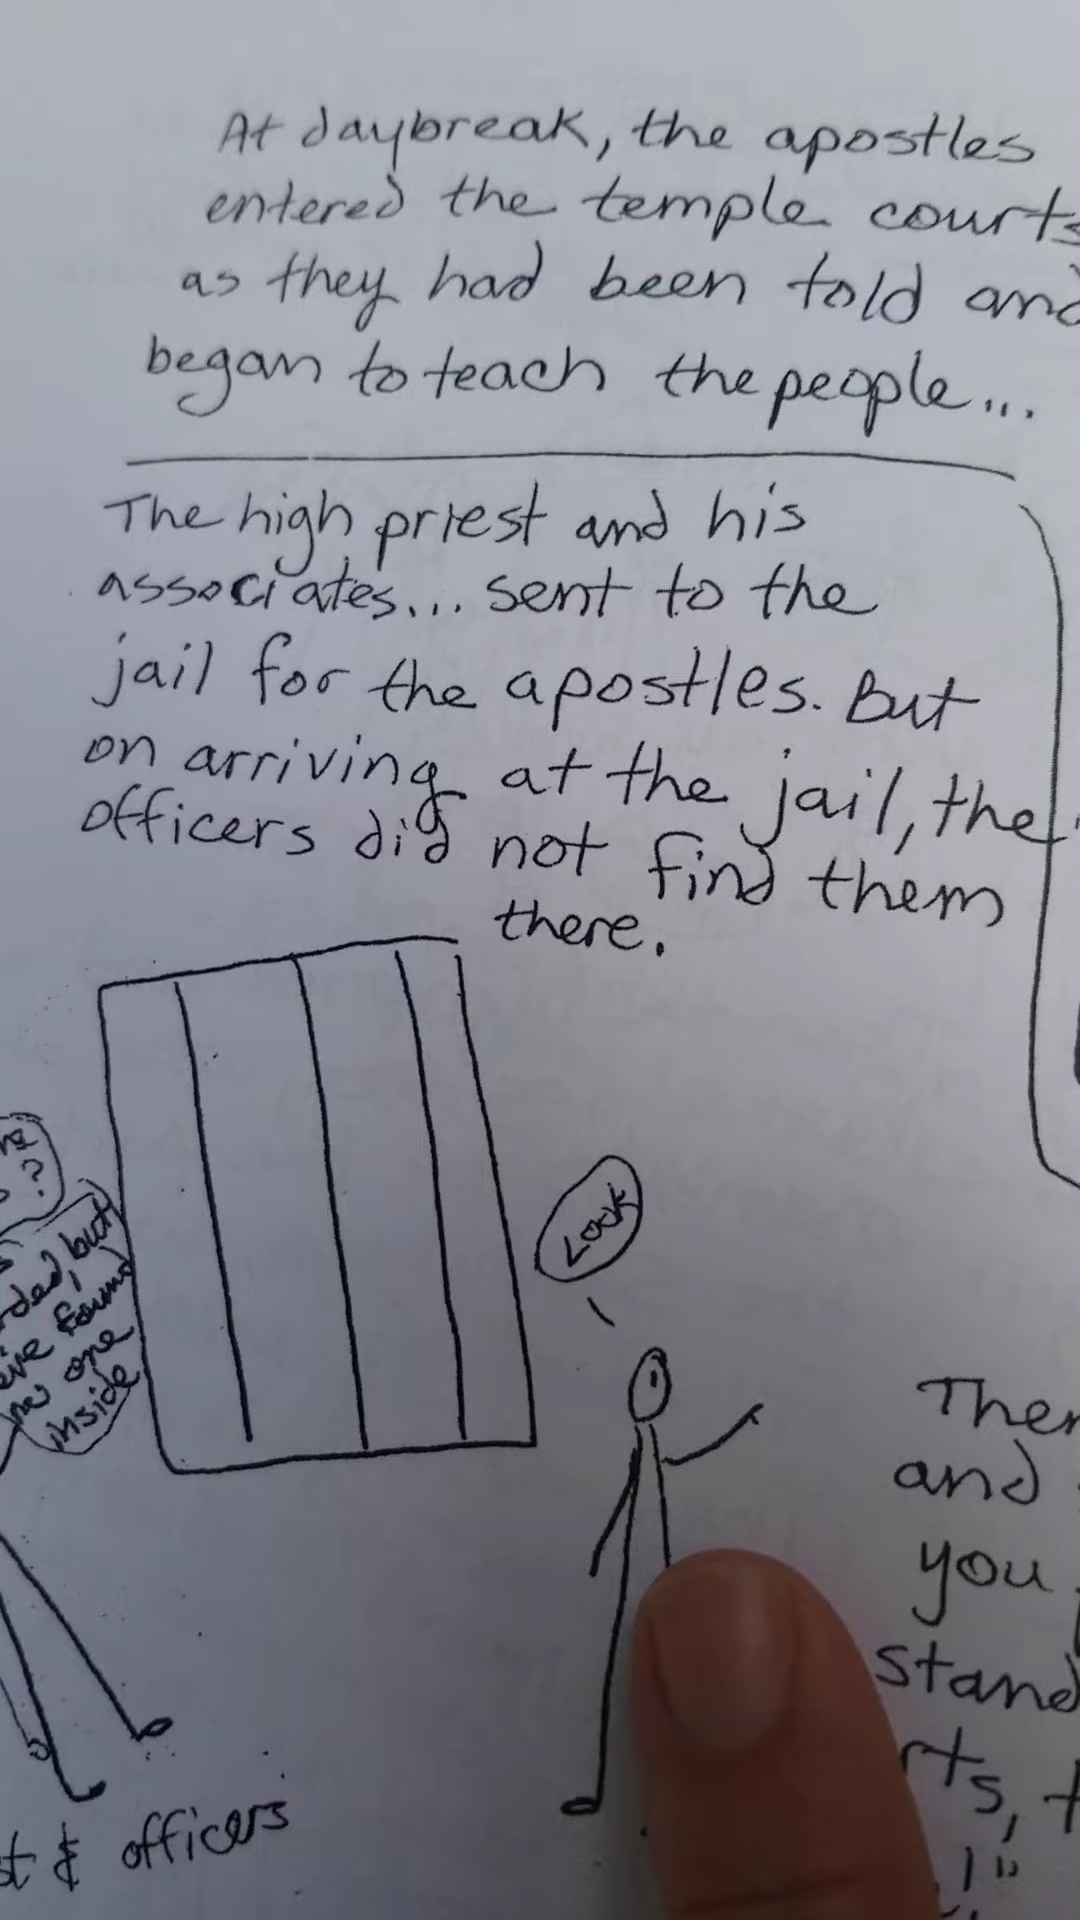 At daybreak, the apostles
entered the temple courts
as they had been told and
began to teach the people...
The high priest and his
associates... sent to the
jail for the apostles. But
on arriving at the jail, the
officers did not find them
there.
?
but
found
no one
inside
Look
and
you
stand
& officers